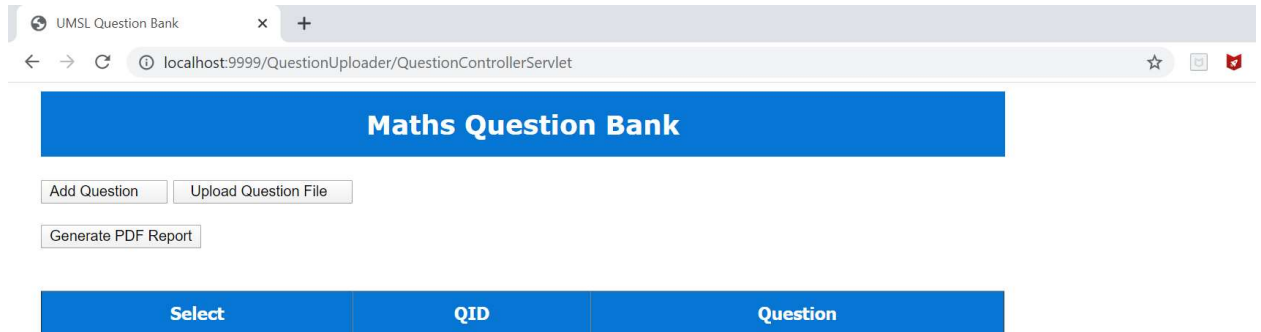 UMSL Question Bank
localhost:9999/QuestionUploader/QuestionControllerServlet
Maths Question Bank
Add Question Upload Question File
Generate PDF Report
Select QID Question